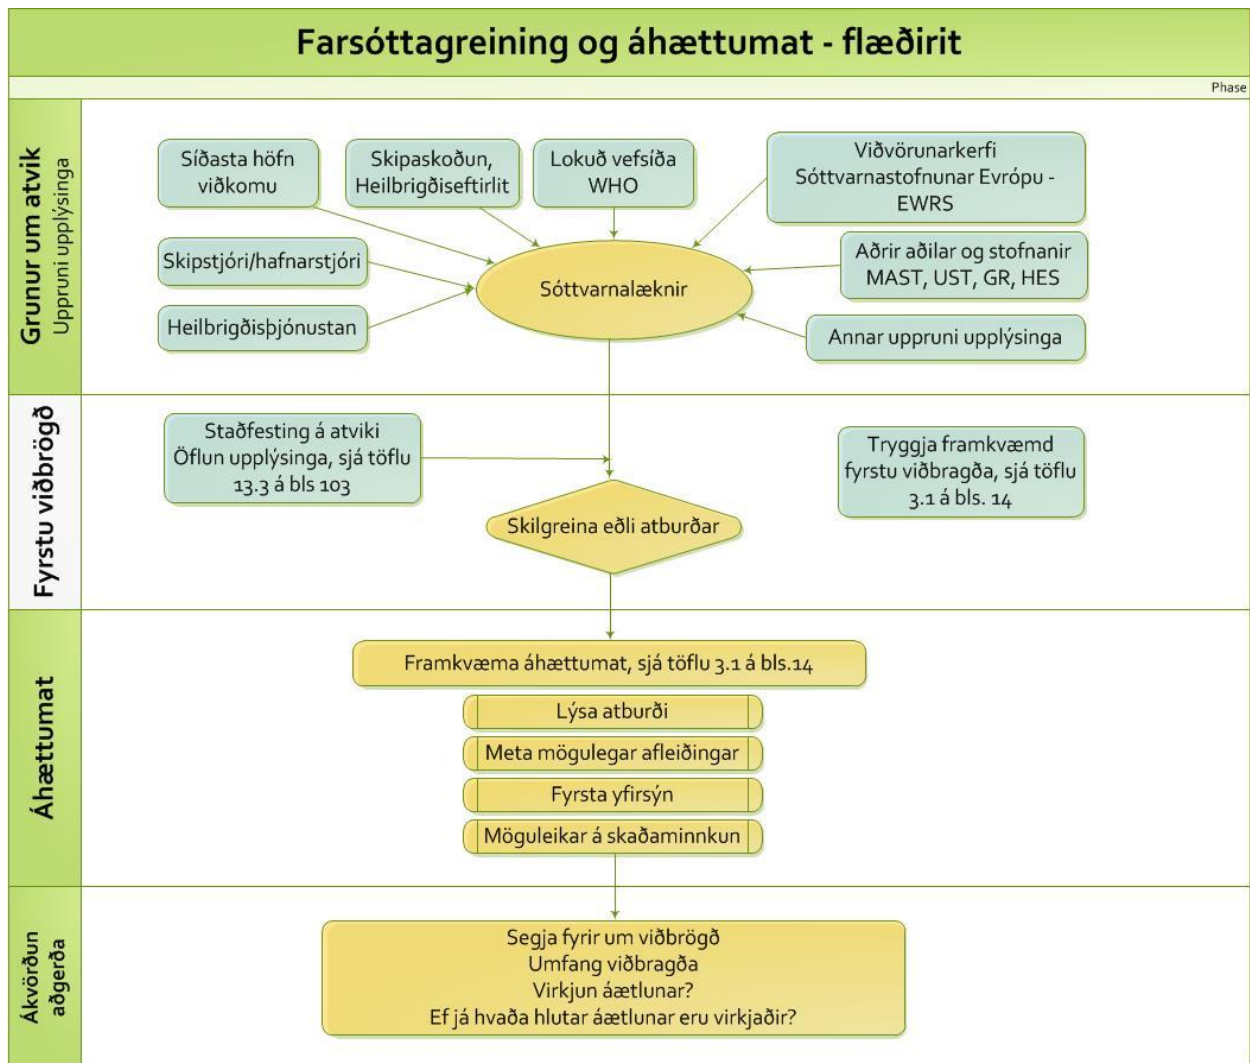 Farsóttagreining og áhættumat - flæðirit
Phase
Grunur um atvik
Uppruni upplýsinga
Síðasta höfn
viðkomu
Skipaskoðun,
Heilbrigðiseftirlit
Lokuð vefsíða
WHO
Viðvörunarkerfi
Sóttvarnastofnunar Evrópu -
EWRS
Skipstjóri/hafnarstjóri
Sóttvarnalæknir
Aðrir aðilar og stofnanir
MAST, UST, GR, HES
Heilbrigðisþjónustan
Annar uppruni upplýsinga
Fyrstu viðbrögð
Staðfesting á atviki
Öflun upplýsinga, sjá töflu
13.3 á bls 103
Tryggja framkvæmd
fyrstu viðbragða, sjá töflu
3.1 á bls. 14
Skilgreina eðli atburðar
Áhættumat
Framkvæma áhættumat, sjá töflu 3.1 á bls.14
Lýsa atburði
Meta mögulegar afleiðingar
Fyrsta yfirsýn
Möguleikar á skaðaminnkun
Ákvörðun
aðgerða
Segja fyrir um viðbrögð
Umfang viðbragða
Virkjun áætlunar?
Ef já hvaða hlutar áætlunar eru virkjaðir?